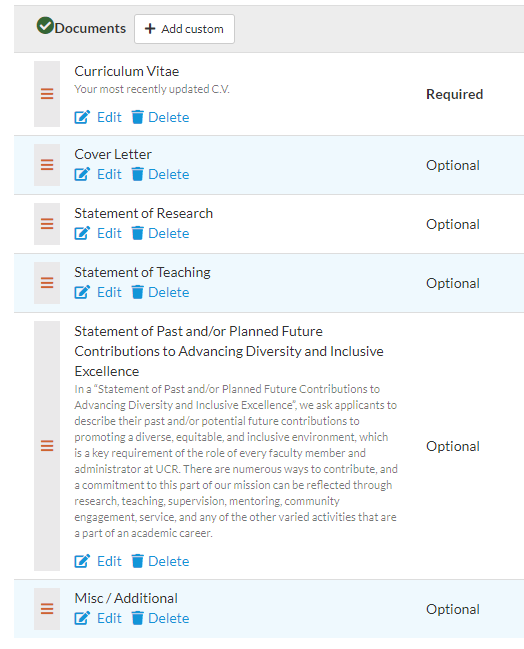 Documents + Add custom
Curriculum Vitae
Your most recently updated C.V.
Required
Edit Delete
Cover Letter
Optional
Edit Delete
Statement of Research
Optional
Edit Delete
Statement of Teaching
Optional
Edit Delete
Statement of Past and/or Planned Future
Contributions to Advancing Diversity and Inclusive
Excellence
In a “Statement of Past and/or Planned Future Contributions to
Advancing Diversity and Inclusive Excellence”, we ask applicants to
describe their past and/or potential future contributions to
promoting a diverse, equitable, and inclusive environment, which
is a key requirement of the role of every faculty member and
Optional
administrator at UCR. There are numerous ways to contribute, and
a commitment to this part of our mission can be reflected through
research, teaching, supervision, mentoring, community
engagement, service, and any of the other varied activities that are
a part of an academic career.
Edit Delete
Misc / Additional
Optional
Edit Delete